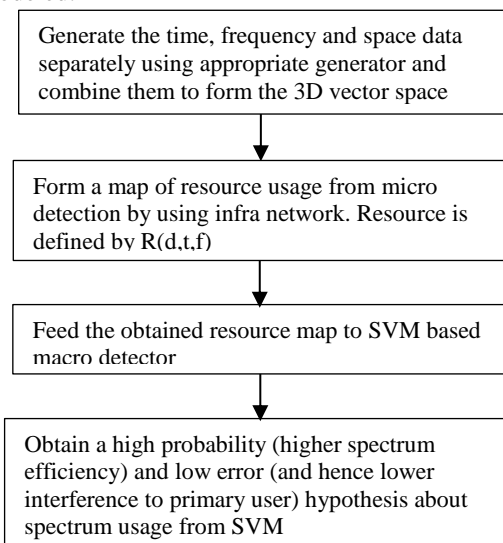 Generate the time, frequency and space data
separately using appropriate generator and
combine them to form the 3D vector space
Form a map of resource usage from micro
detection by using infra network. Resource is
defined by R(d,t,f)
Feed the obtained resource map to SVM based
macro detector
Obtain a high probability (higher spectrum
efficiency) and low error (and hence lower
interference to primary user) hypothesis about
spectrum usage from SVM